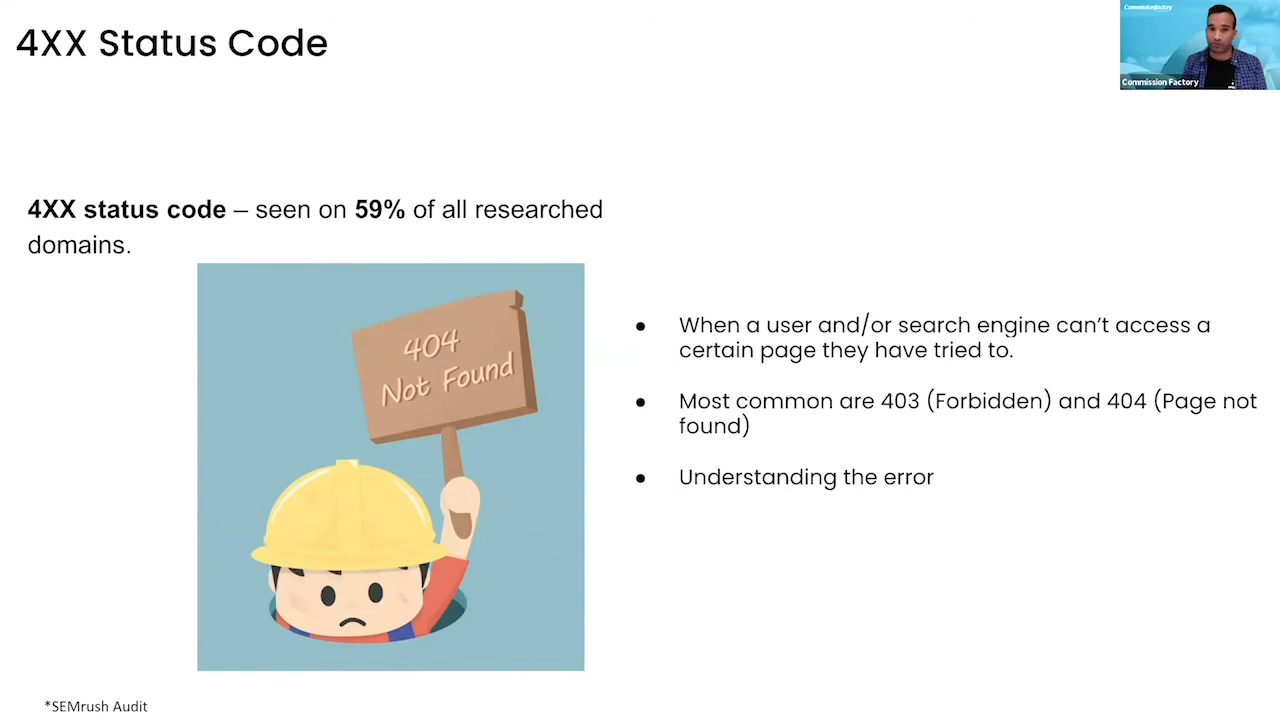 4XX Status Code
Commissionfactory
Commission Factory
4XX status code – seen on 59% of all researched
domains.
404
Not Found
● When a user and/or search engine can’t access a
certain page they have tried to.
● Most common are 403 (Forbidden) and 404 (Page not
found)
● Understanding the error
*SEMrush Audit